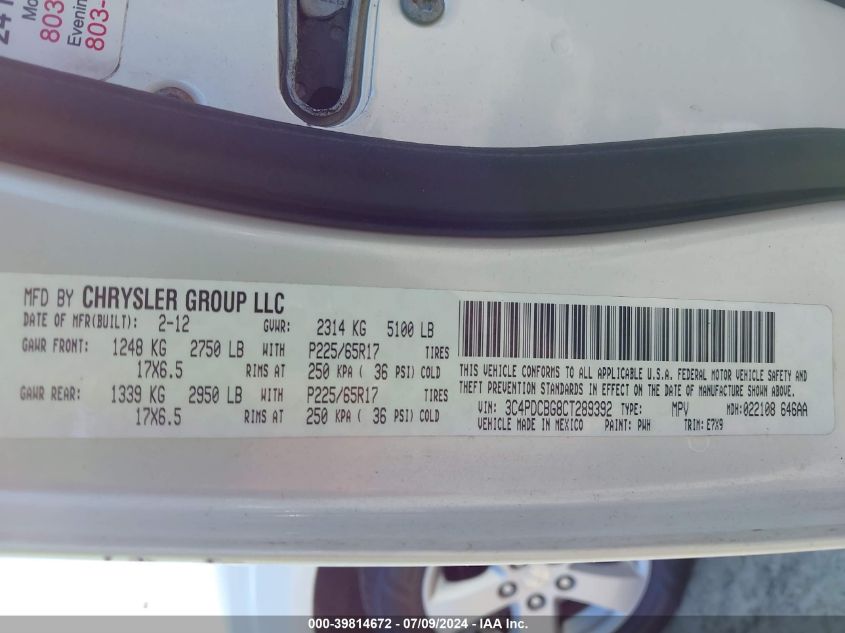 241
Mo
803
Evening
803-
MFD BY CHRYSLER GROUP LLC
DATE OF MFR(BUILT): 2-12 GVWR: 2314 KG 5100 LB
GAWR FRONT: 1248 KG 2750 LB WITH P225/65R17 TIRES
17X6.5 RIMS AT 250 KPA ( 36 PSI) COLD
GAWR REAR: 1339 KG 2950 LB WITH P225/65R17 TIRES
17X6.5 RIMS AT 250 KPA ( 36 PSI) COLD
THIS VEHICLE CONFORMS TO ALL APPLICABLE U.S.A. FEDERAL MOTOR VEHICLE SAFETY AND
THEFT PREVENTION STANDARDS IN EFFECT ON THE DATE OF MANUFACTURE SHOWN ABOVE.
VIN: 3C4PDCBG8CT289392 TYPE: MPV MDH:022108 646AA
VEHICLE MADE IN MEXICO PAINT: PWH TRIM: E7X9
000-39814672 / 07/09/2024 - IAA Inc.